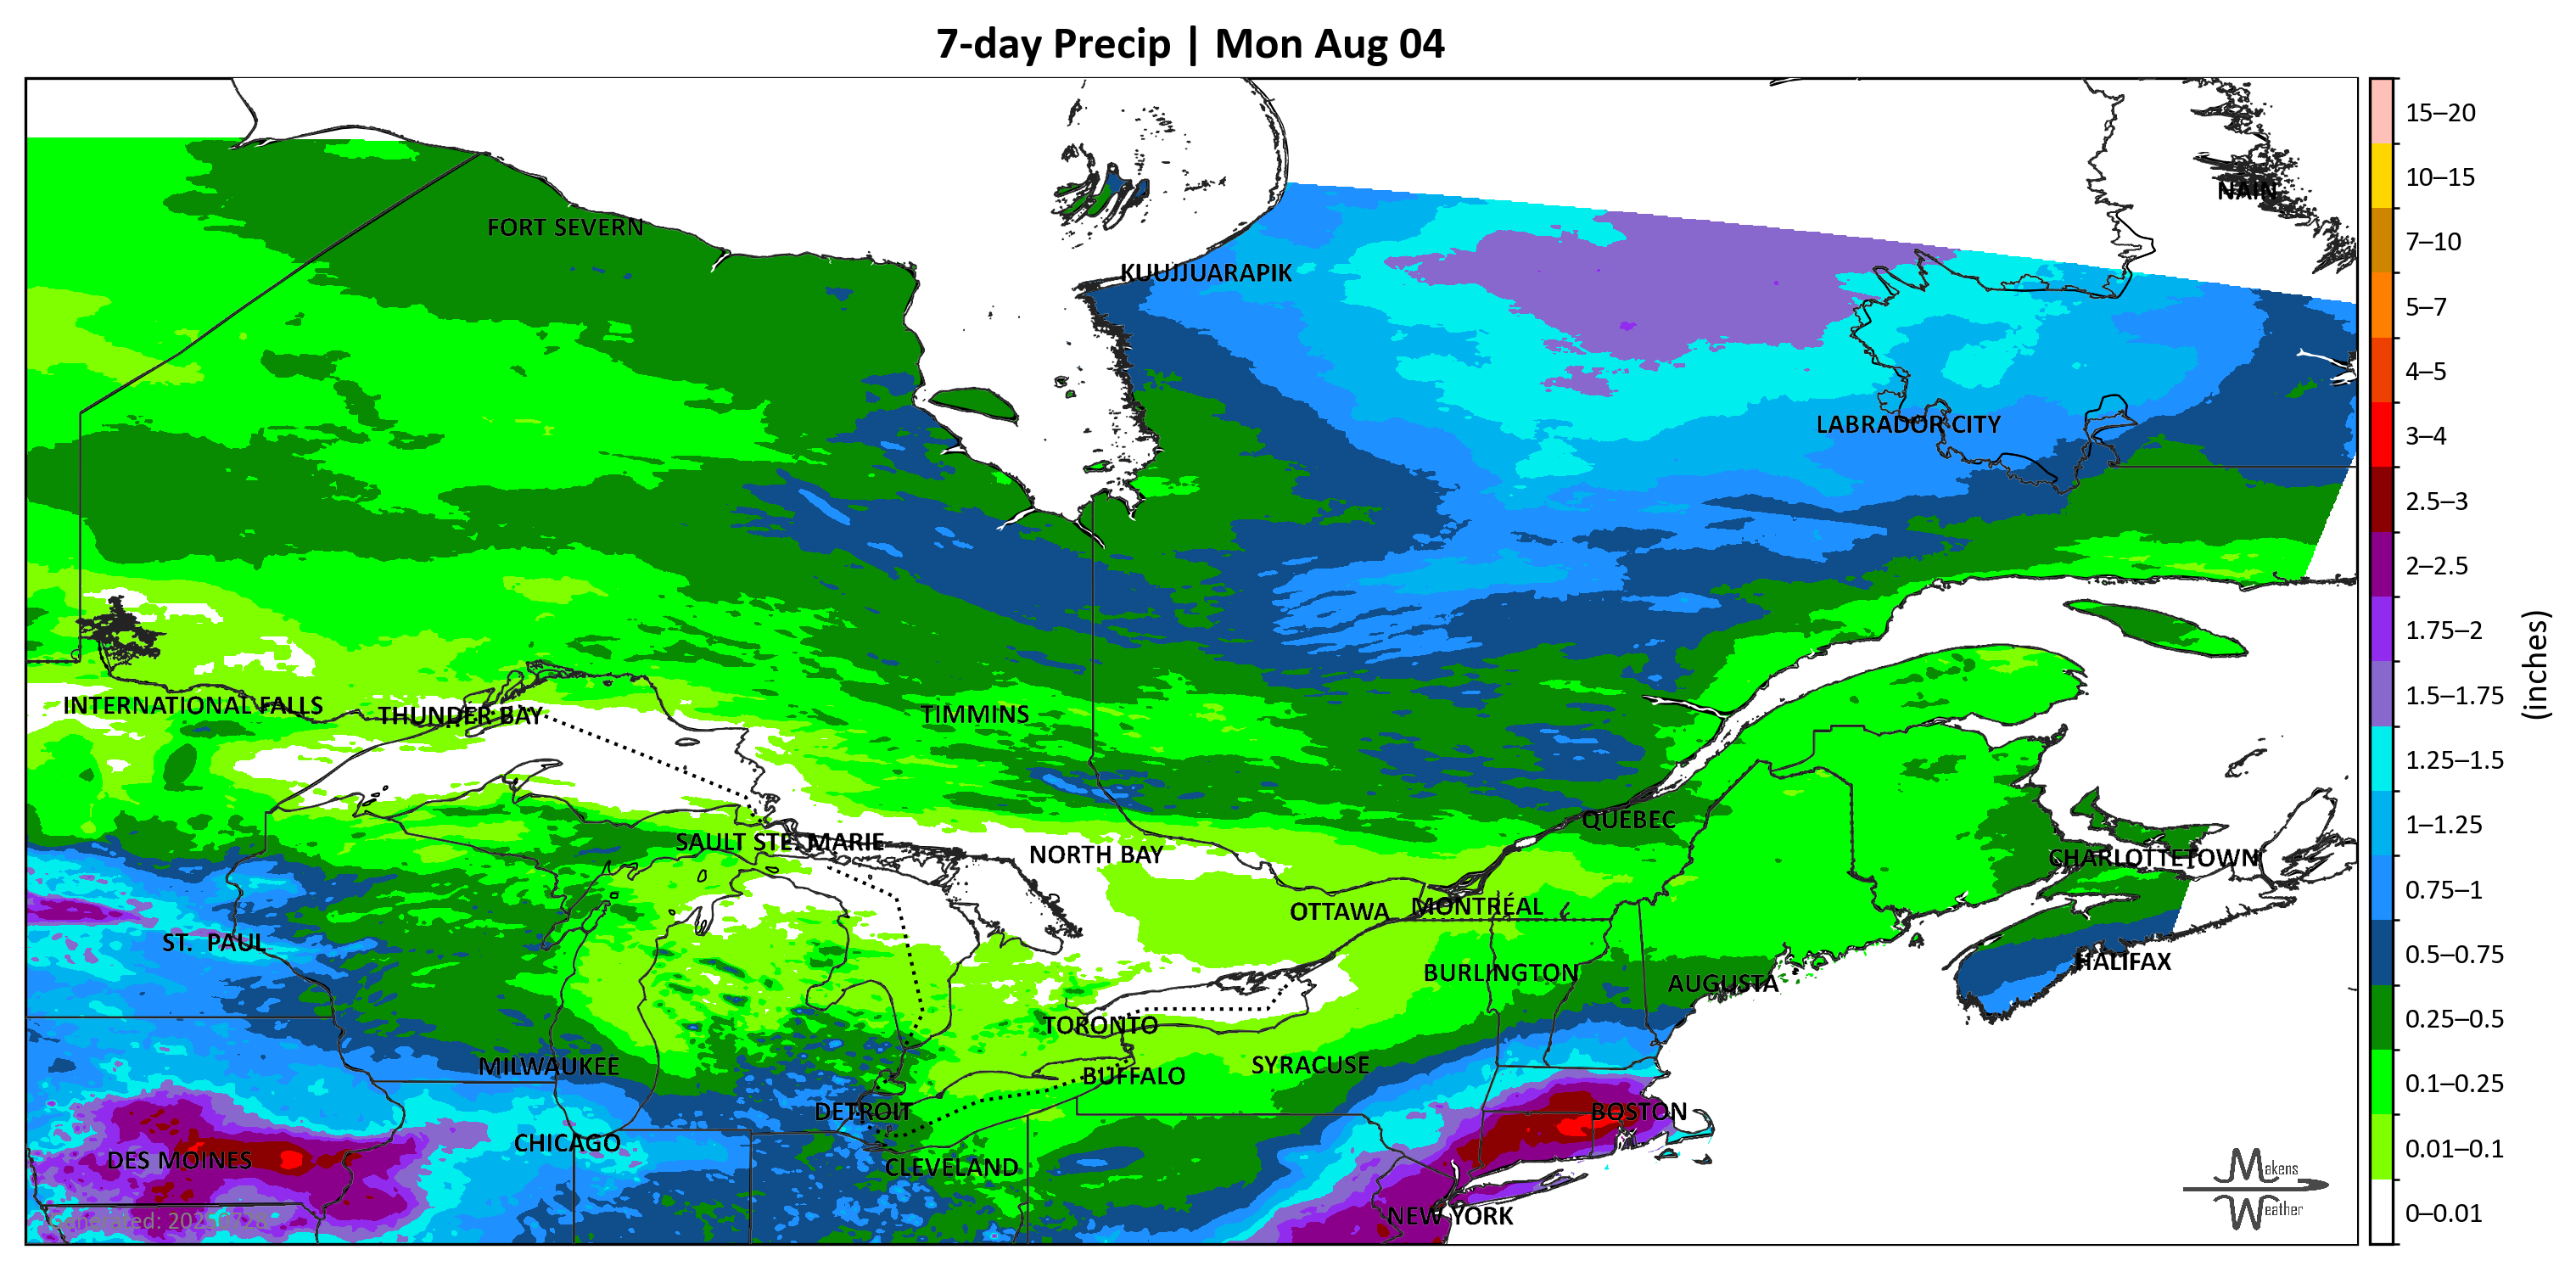 7-day Precip | Mon Aug 04
NAIN
FORT SEVERN
KUUJJUARAPIK
LABRADOR CITY
INTERNATIONAL FALLS
THUNDER BAY
TIMMINS
QUÉBEC
SAULT STE. MARIE
NORTH BAY
CHARLOTTETOWN
OTTAWA
MONTRÉAL
ST. PAUL
HALIFAX
BURLINGTON
AUGUSTA
TORONTO
SYRACUSE
MILWAUKEE
BUFFALO
DETROIT
BOSTON
CHICAGO
DES MOINES
CLEVELAND
NEW YORK
Generated:
Makens
Weather
15–20
10–15
7–10
5–7
4–5
3–4
2.5–3
2–2.5
1.75–2
1.5–1.75
1.25–1.5
1–1.25
0.75–1
0.5–0.75
0.25–0.5
0.1–0.25
0.01–0.1
0–0.01
(inches)